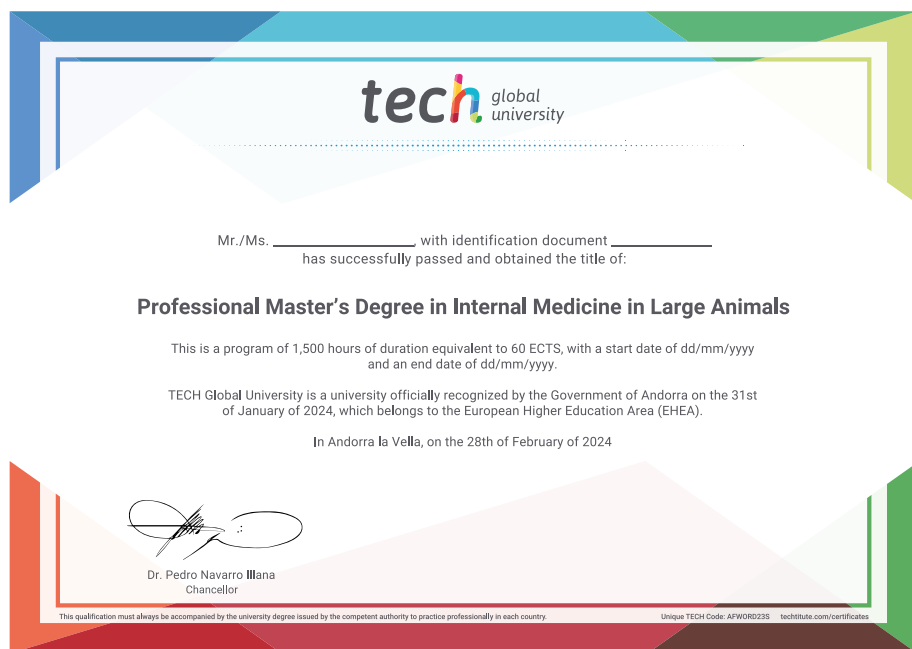 tech global university
Mr./Ms. ____________________, with identification document ______________
has successfully passed and obtained the title of:
Professional Master's Degree in Internal Medicine in Large Animals
This is a program of 1,500 hours of duration equivalent to 60 ECTS, with a start date of dd/mm/yyyy
and an end date of dd/mm/yyyy.
TECH Global University is a university officially recognized by the Government of Andorra on the 31st
of January of 2024, which belongs to the European Higher Education Area (EHEA).
In Andorra la Vella, on the 28th of February of 2024
Dr. Pedro Navarro Illana
Chancellor
This qualification must always be accompanied by the university degree issued by the competent authority to practice professionally in each country.
Unique TECH Code: AFWORD23S techtitute.com/certificates